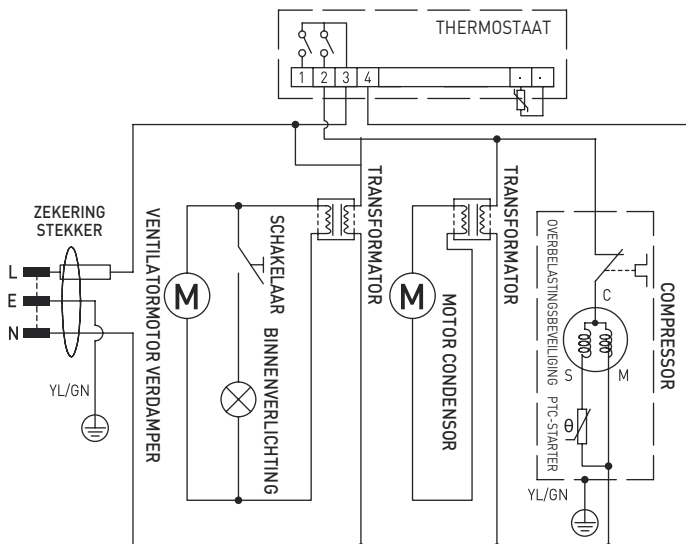 THERMOSTAAT
1 2 3 4
ZEKERING
STEKKER
L
E
N
YL/GN
VENTILATORMOTOR VERDAMPER
M
SCHAKELAAR
BINNENVERLICHTING
TRANSFORMATOR
M
MOTOR CONDENSOR
TRANSFORMATOR
OVERBELASTINGSBEVEILIGING
PTC-STARTER
C
S
M
θ
COMPRESSOR
YL/GN